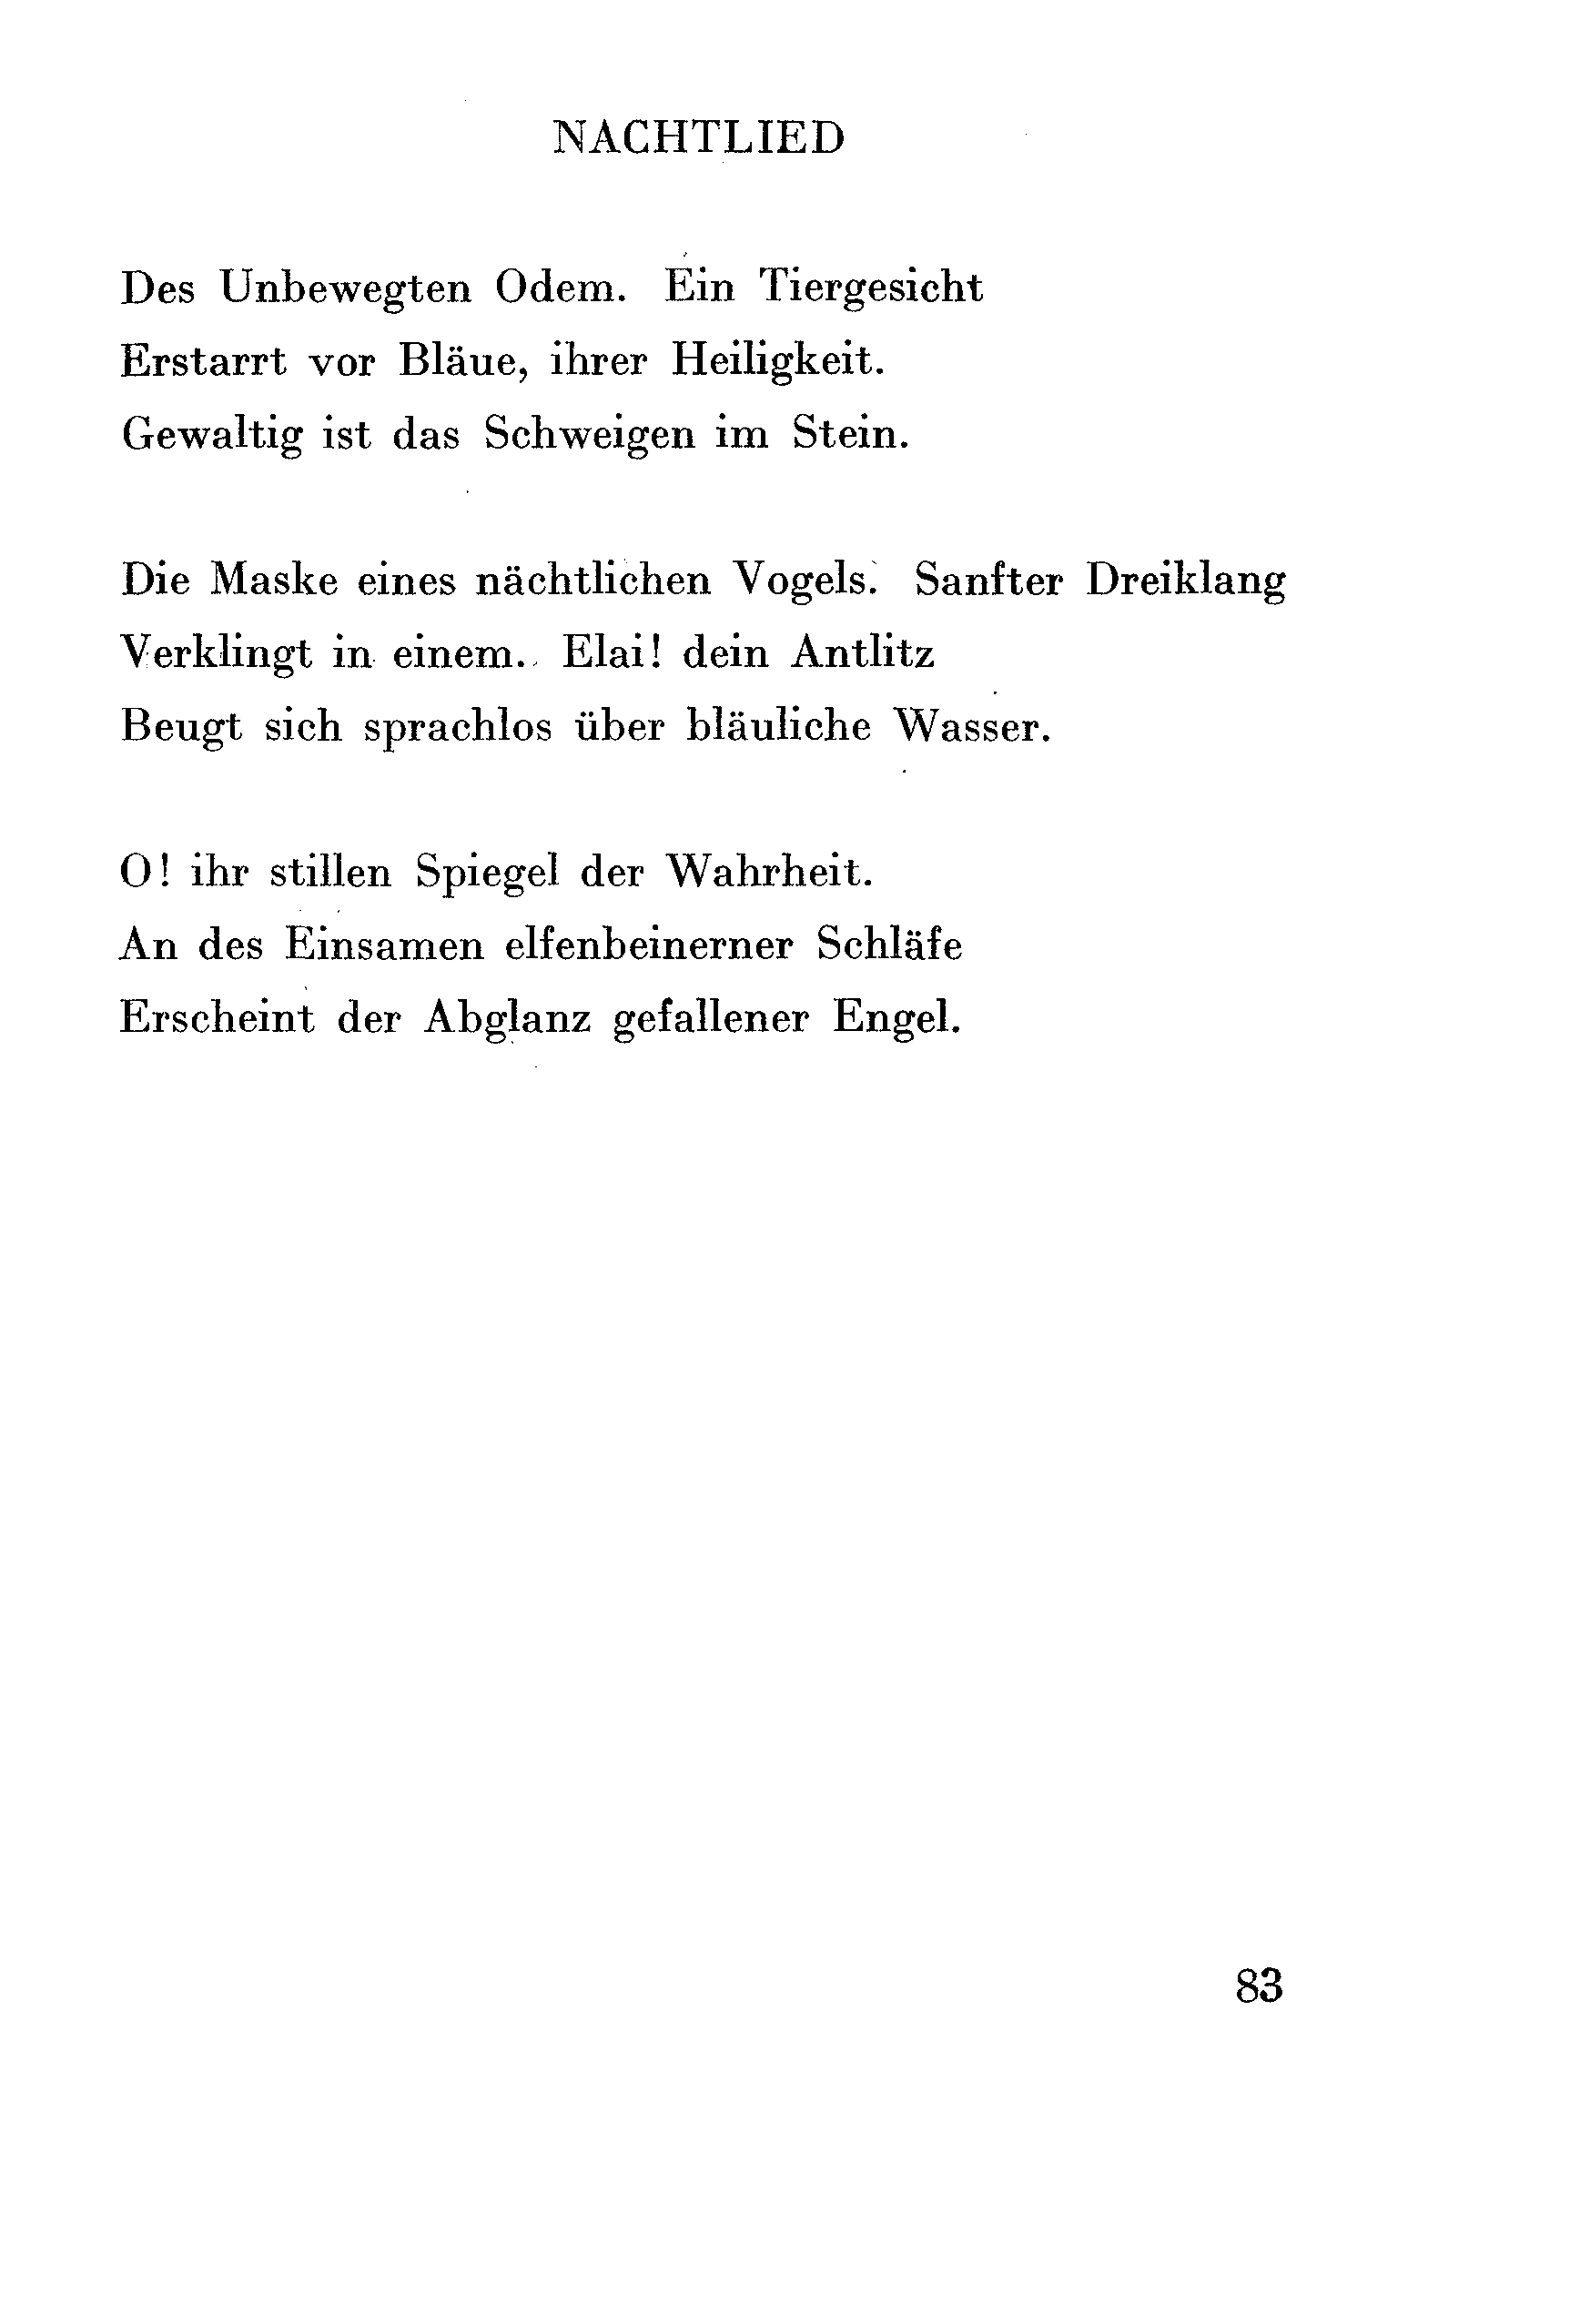 NACHTLIED
Des Unbewegten Odem. Ein Tiergesicht
Erstarrt vor Bläue, ihrer Heiligkeit.
Gewaltig ist das Schweigen im Stein.
Die Maske eines nächtlichen Vogels. Sanfter Dreiklang
Verklingt in einem. Elai! dein Antlitz
Beugt sich sprachlos über bläuliche Wasser.
O! ihr stillen Spiegel der Wahrheit.
An des Einsamen elfenbeinerner Schläfe
Erscheint der Abglanz gefallener Engel.
83